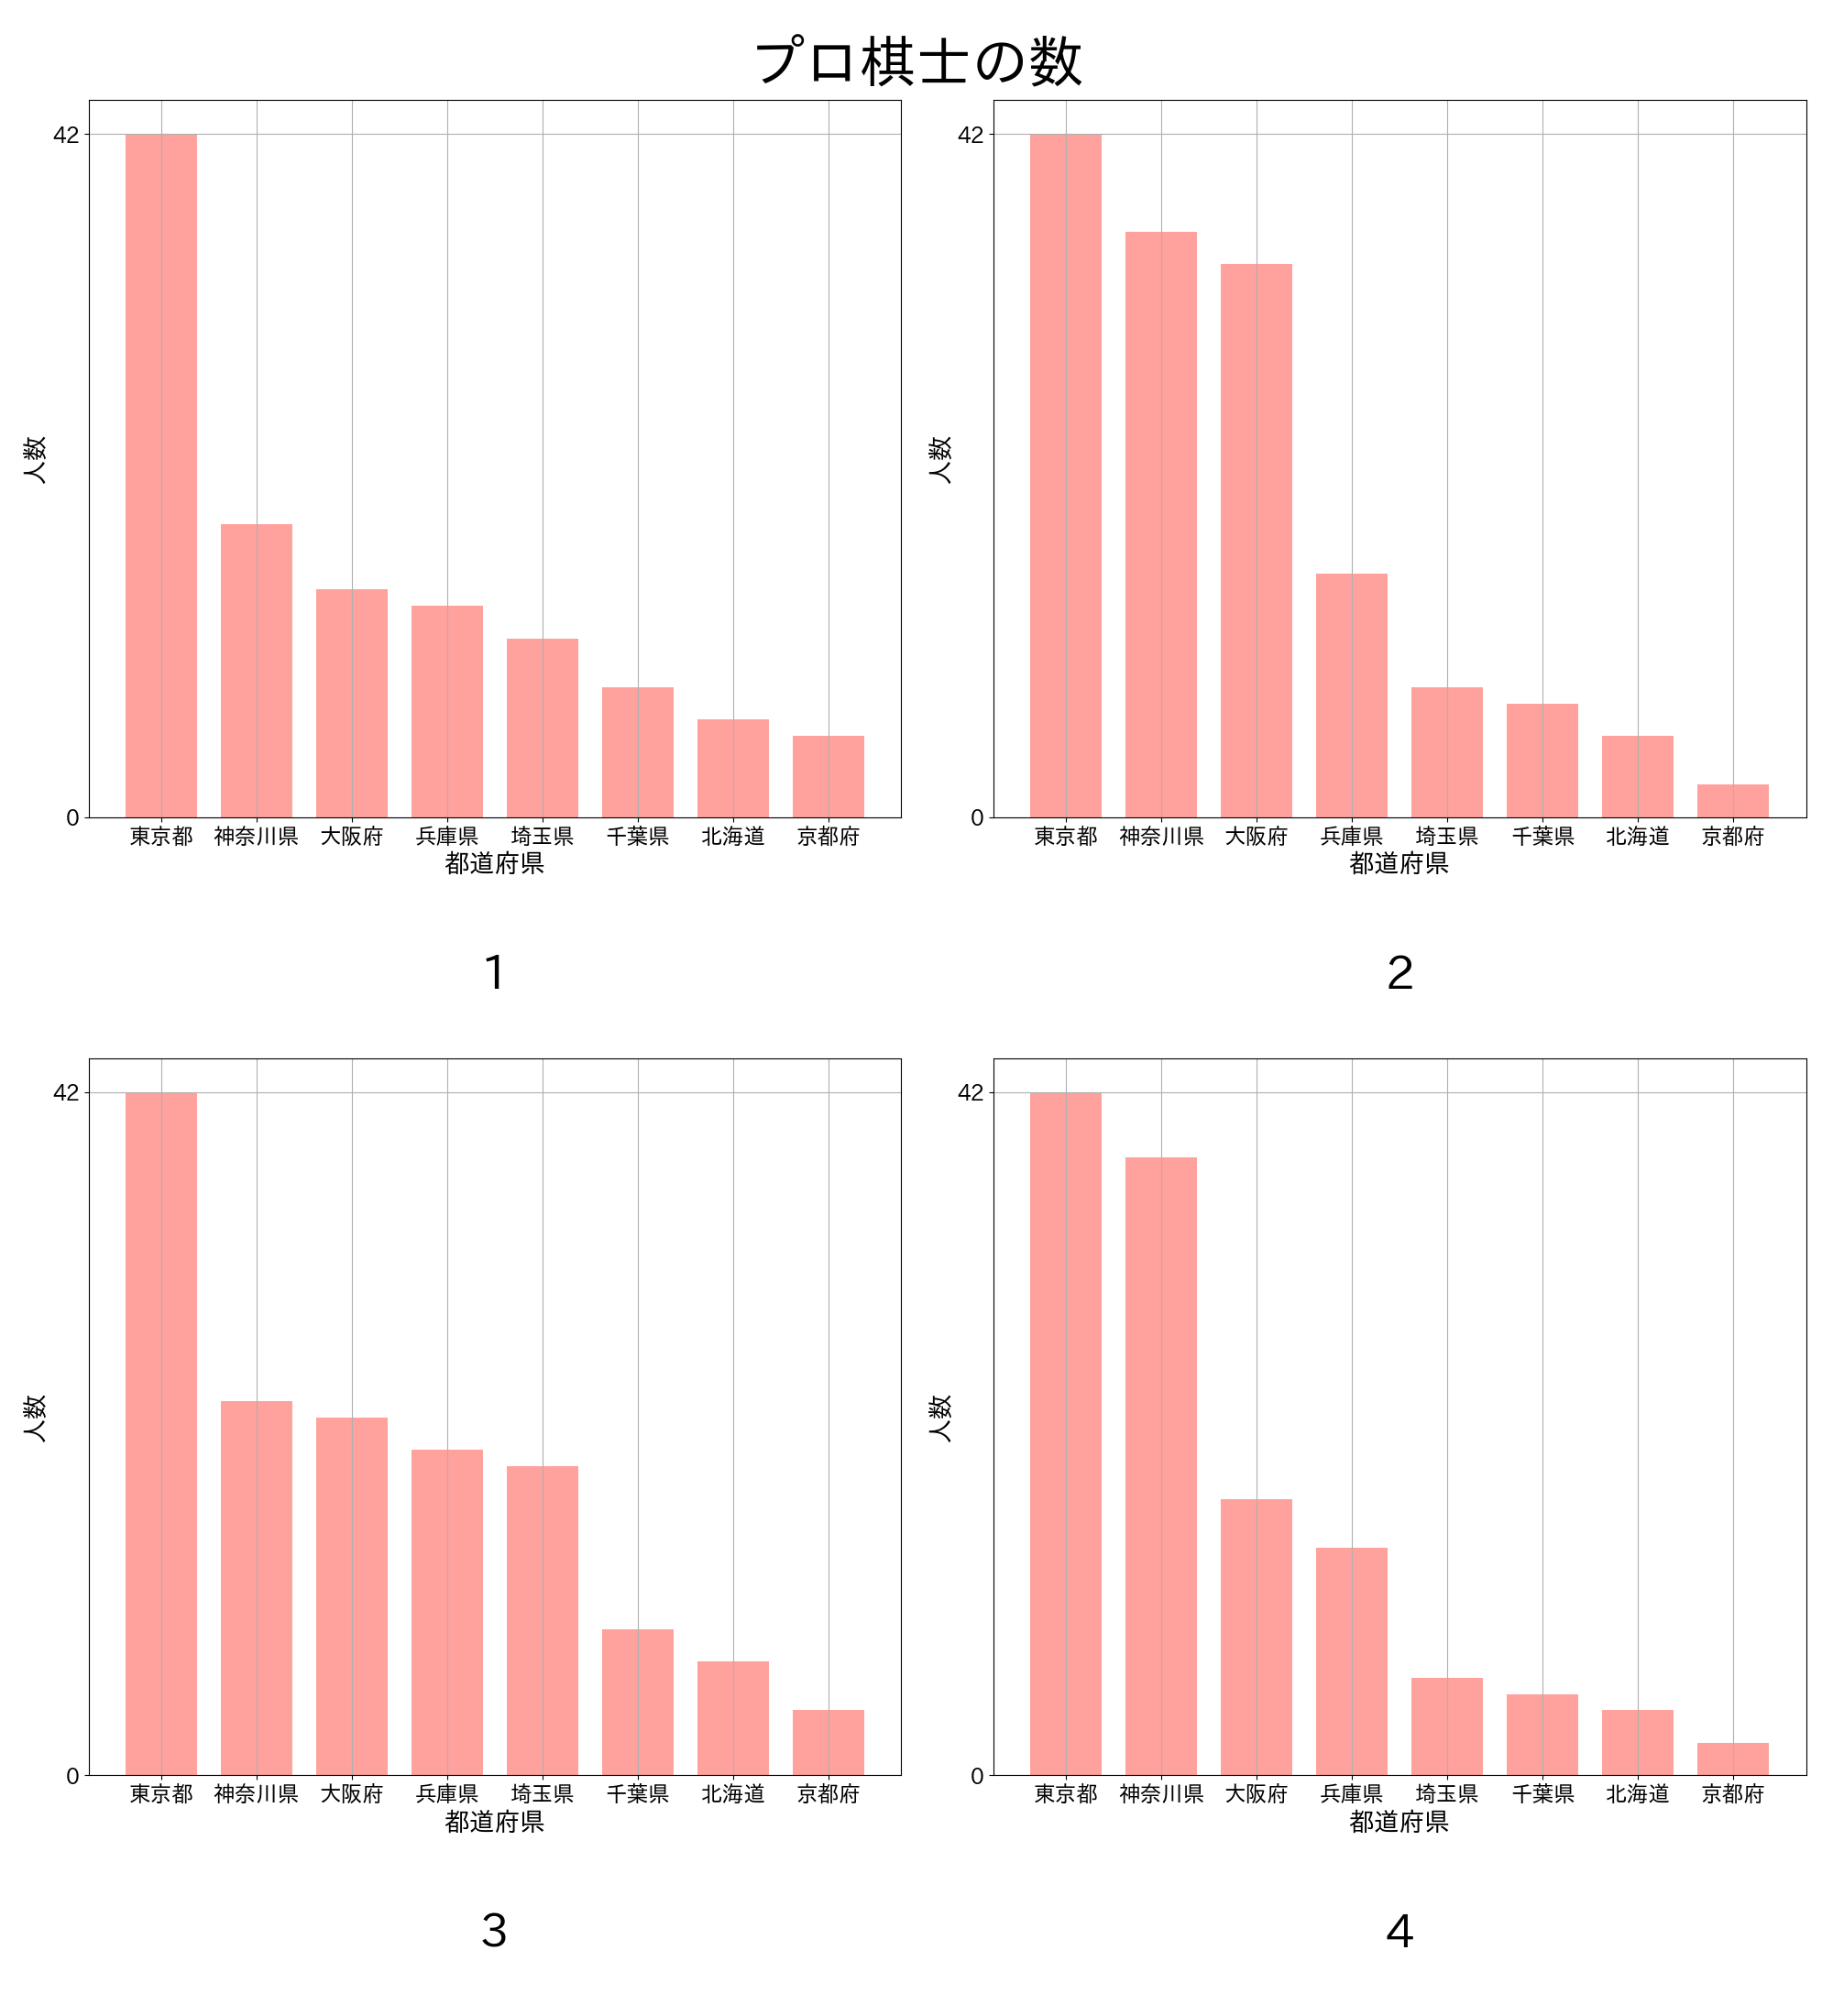 プロ棋士の数
42
0
人数
東京都 神奈川県 大阪府 兵庫県 埼玉県 千葉県 北海道 京都府
都道府県
1
42
0
人数
東京都 神奈川県 大阪府 兵庫県 埼玉県 千葉県 北海道 京都府
都道府県
2
42
0
人数
東京都 神奈川県 大阪府 兵庫県 埼玉県 千葉県 北海道 京都府
都道府県
3
42
0
人数
東京都 神奈川県 大阪府 兵庫県 埼玉県 千葉県 北海道 京都府
都道府県
4